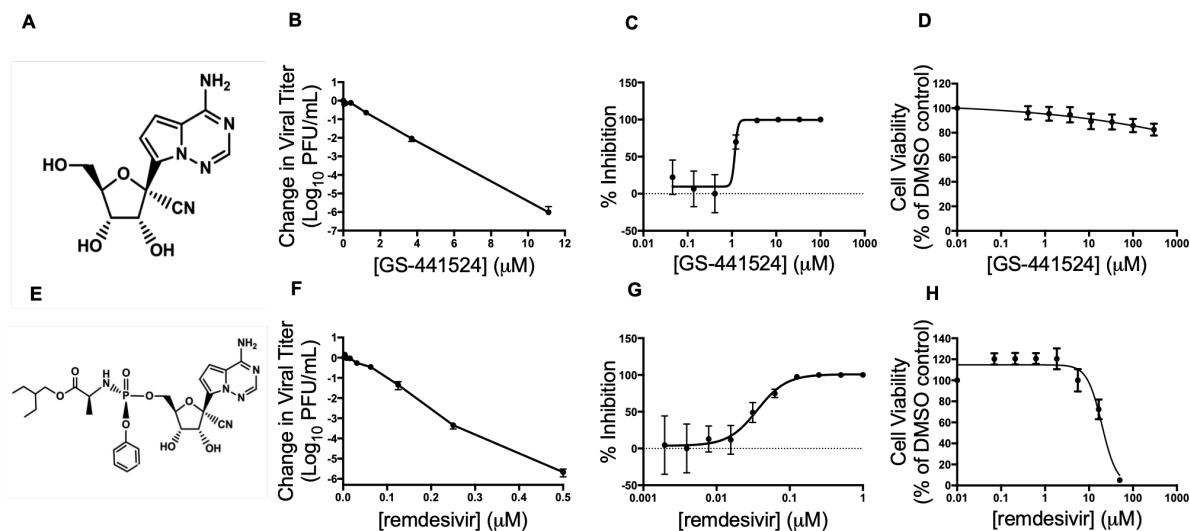 A
NH₂
N
N
N
O
HO
CN
HO
OH
B
Change in Viral Titer
(Log₁₀ PFU/mL)
1
0
-1
-2
-3
-4
-5
-6
-7
0 2 4 6 8 10 12
[GS-441524] (μM)
C
% Inhibition
150
100
50
0
-50
0.01 0.1 1 10 100 1000
[GS-441524] (μM)
D
Cell Viability
(% of DMSO control)
120
100
80
60
40
20
0
0.01 0.1 1 10 100 1000
[GS-441524] (μM)
E
NH₂
N
N
N
O
O
H
N
O
P
O
O
O
CN
HO
OH
F
Change in Viral Titer
(Log₁₀ PFU/mL)
1
0
-1
-2
-3
-4
-5
-6
0.0 0.1 0.2 0.3 0.4 0.5
[remdesivir] (μM)
G
% Inhibition
150
100
50
0
-50
0.001 0.01 0.1 1
[remdesivir] (μM)
H
Cell Viability
(% of DMSO control)
140
120
100
80
60
40
20
0
0.01 0.1 1 10 100 1000
[remdesivir] (μM)